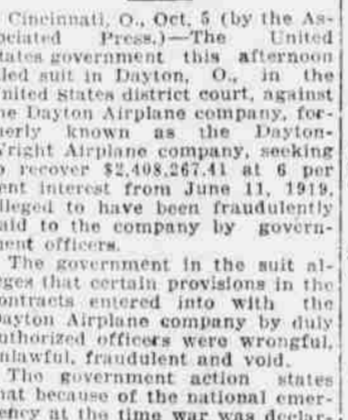 Cincinnati, O., Oct. 5 (by the As-
ociated Press.)—The United
tates government this afternoon
led suit in Dayton, O., in the
nited States district court, against
he Dayton Airplane company, for-
merly known as the Dayton-
Wright Airplane company, seeking
o recover $2,408,267.41 at 6 per
ent interest from June 11, 1919,
lleged to have been fraudulently
aid to the company by govern-
ment officers.
The government in the suit al-
eges that certain provisions in the
ontracts entered into with the
Dayton Airplane company by duly
uthorized officers were wrongful,
nlawful, fraudulent and void.
The government action states
hat because of the national emer-
ency at the time war was declar-